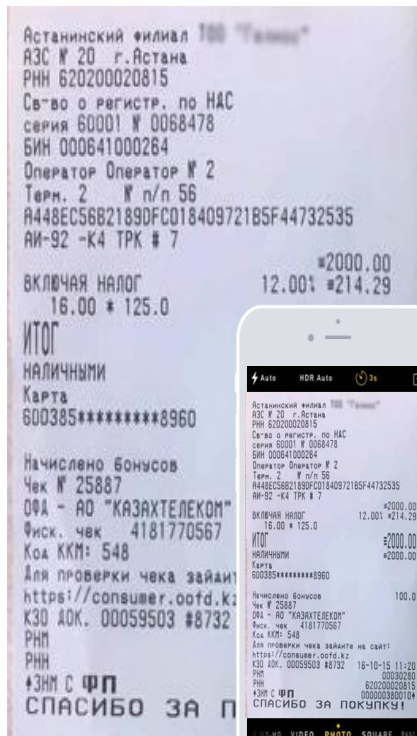 Астанинский филиал ТОО
АЗС № 20 г.Астана
РНН 620200020815
Св-во о регистр. по НДС
серия 60001 № 0068478
БИН 000641000264
Оператор Оператор № 2
Терм. 2 № п/п 56
A448EC56B2189DFC018409721B5F44732535
АИ-92 -К4 ТРК # 7
=2000.00
ВКЛЮЧАЯ НАЛОГ 12.00% =214.29
16.00 * 125.0
ИТОГ
НАЛИЧНЫМИ
Карта
600385*********8960
Начислено бонусов
Чек № 25887
ОФД - АО "КАЗАХТЕЛЕКОМ"
Фиск. чек 4181770567
Код ККМ: 548
Для проверки чека зайдит
https://consumer.oofd.kz
КЗО ДОК. 00059503 #8732
РНМ
РНН
ЗНМ С ФП
СПАСИБО ЗА П
Auto HDR Auto 3s
Астанинский филиал ТОО
АЗС № 20 г.Астана
РНН 620200020815
Св-во о регистр. по НДС
серия 60001 № 0068478
БИН 000641000264
Оператор Оператор № 2
Терм. 2 № п/п 56
A448EC56B2189DFC018409721B5F44732535
АИ-92 -К4 ТРК # 7
=2000.00
ВКЛЮЧАЯ НАЛОГ 12.00% =214.29
16.00 * 125.0
ИТОГ =2000.00
НАЛИЧНЫМИ =2000.00
Карта
600385*********8960
Начислено бонусов 100.0
Чек № 25887
ОФД - АО "КАЗАХТЕЛЕКОМ"
Фиск. чек 4181770567
Код ККМ: 548
Для проверки чека зайдите на сайт:
https://consumer.oofd.kz
КЗО ДОК. 00059503 #8732 16-10-15 11:20
РНМ 00030280
РНН 620200020815
ЗНМ С ФП 000000380010
СПАСИБО ЗА ПОКУПКУ!
VIDEO PHOTO SQUARE